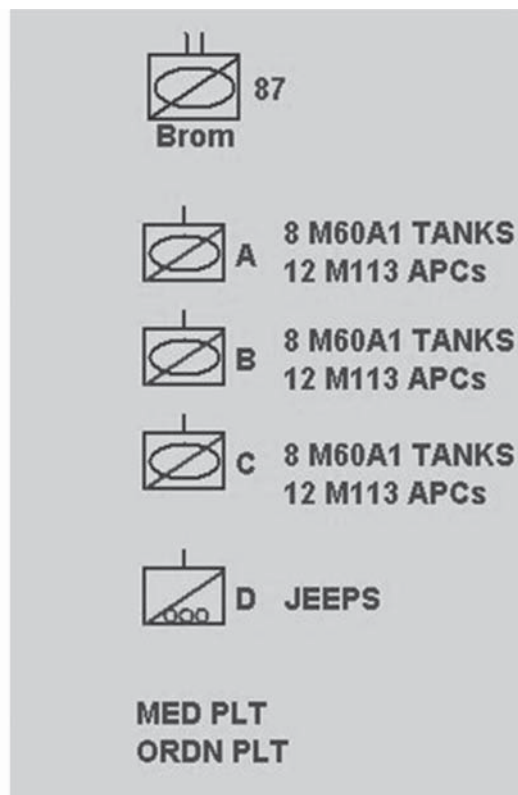 87
Brom
A 8 M60A1 TANKS
12 M113 APCs
B 8 M60A1 TANKS
12 M113 APCs
C 8 M60A1 TANKS
12 M113 APCs
D JEEPS
MED PLT
ORDN PLT